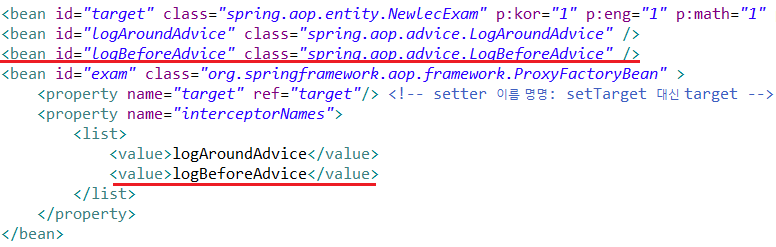 <bean id="target" class="spring.aop.entity.NewlecExam" p:kor="1" p:eng="1" p:math="1"
<bean id="logAroundAdvice" class="spring.aop.advice.LogAroundAdvice" />
<bean id="logBeforeAdvice" class="spring.aop.advice.LogBeforeAdvice" />
<bean id="exam" class="org.springframework.aop.framework.ProxyFactoryBean" >
<property name="target" ref="target"/> <!-- setter 이름 명명: setTarget 대신 target -->
<property name="interceptorNames">
<list>
<value>logAroundAdvice</value>
<value>logBeforeAdvice</value>
</list>
</property>
</bean>